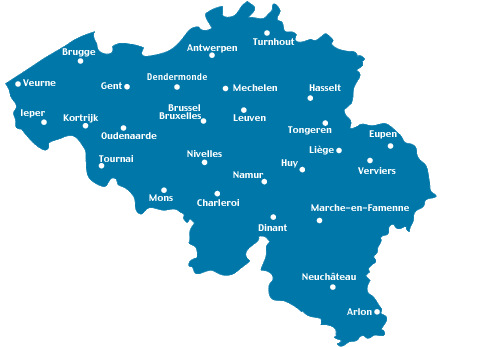 Turnhout
Brugge
Antwerpen
Veurne
Gent
Dendermonde
Mechelen
Hasselt
Ieper
Kortrijk
Brussel
Bruxelles
Leuven
Oudenaarde
Tongeren
Eupen
Tournai
Nivelles
Liège
Huy
Verviers
Namur
Mons
Charleroi
Marche-en-Famenne
Dinant
Neuchâteau
Arlon